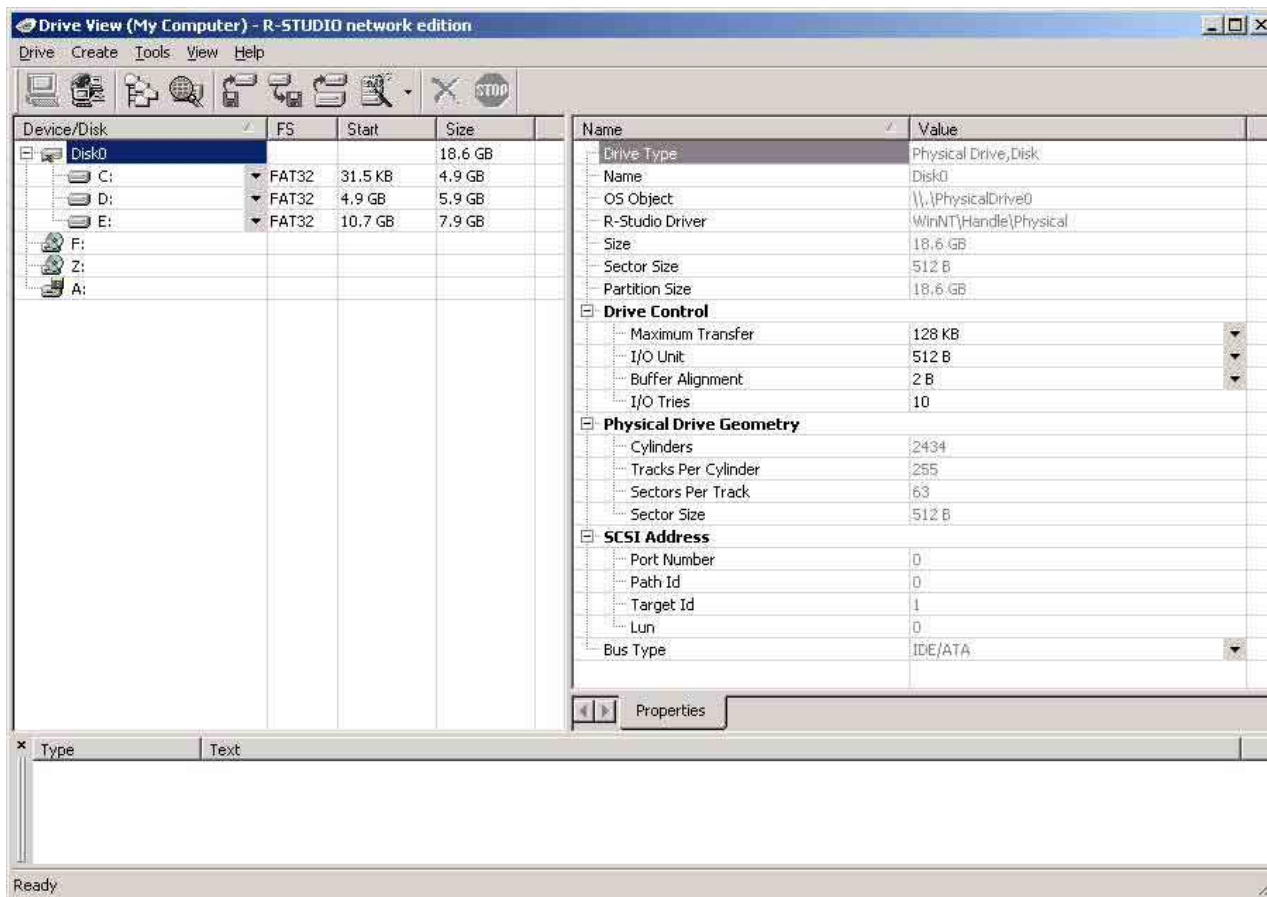 Drive View (My Computer) - R-STUDIO network edition
Drive Create Tools View Help
STOP
Device/Disk FS Start Size
Disk0 18.6 GB
C: FAT32 31.5 KB 4.9 GB
D: FAT32 4.9 GB 5.9 GB
E: FAT32 10.7 GB 7.9 GB
F:
Z:
A:
Name Value
Drive Type Physical Drive,Disk
Name Disk0
OS Object \\.\PhysicalDrive0
R-Studio Driver WinNT\Handle\Physical
Size 18.6 GB
Sector Size 512 B
Partition Size 18.6 GB
Drive Control
Maximum Transfer 128 KB
I/O Unit 512 B
Buffer Alignment 2 B
I/O Tries 10
Physical Drive Geometry
Cylinders 2434
Tracks Per Cylinder 255
Sectors Per Track 63
Sector Size 512 B
SCSI Address
Port Number 0
Path Id 0
Target Id 1
Lun 0
Bus Type IDE/ATA
Properties
Type Text
Ready